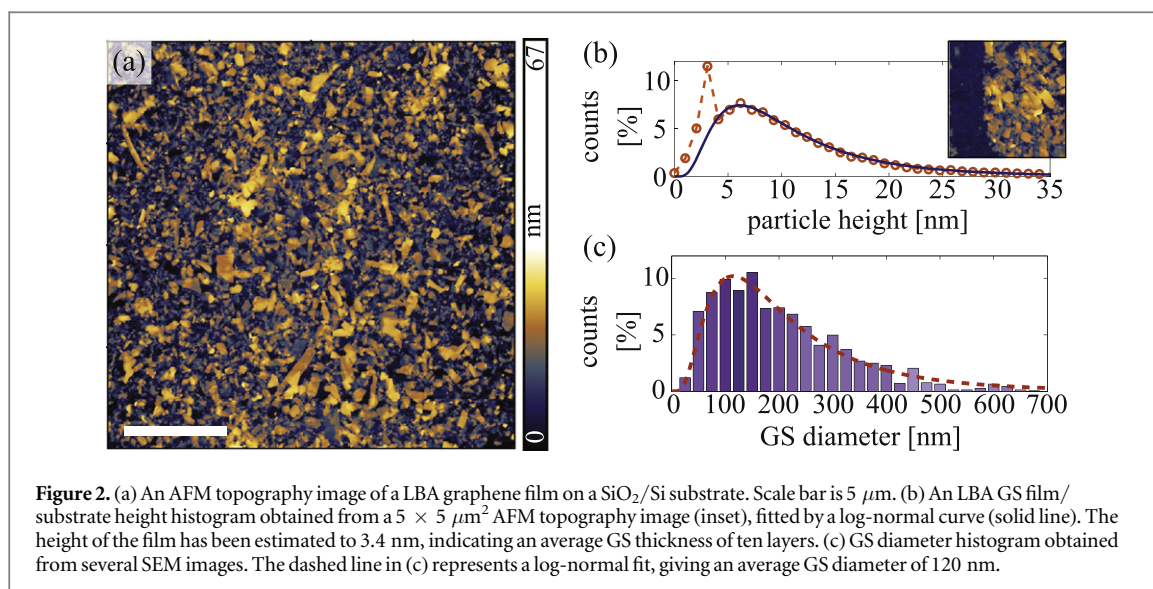 (a)
67
nm
0
(b)
counts
[%]
10
5
0
0 5 10 15 20 25 30 35
particle height [nm]
(c)
counts
[%]
10
5
0
0 100 200 300 400 500 600 700
GS diameter [nm]
Figure 2. (a) An AFM topography image of a LBA graphene film on a SiO₂/Si substrate. Scale bar is 5 μm. (b) An LBA GS film/
substrate height histogram obtained from a 5 × 5 μm² AFM topography image (inset), fitted by a log-normal curve (solid line). The
height of the film has been estimated to 3.4 nm, indicating an average GS thickness of ten layers. (c) GS diameter histogram obtained
from several SEM images. The dashed line in (c) represents a log-normal fit, giving an average GS diameter of 120 nm.